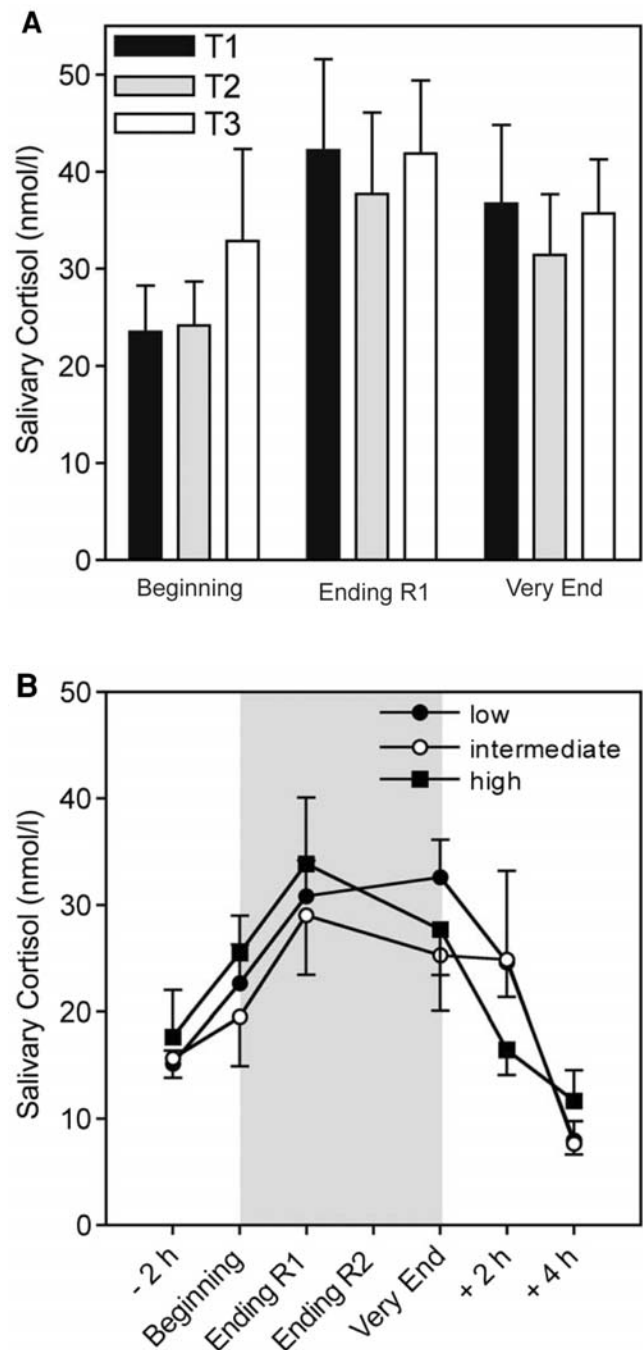 A
T1
T2
T3
Salivary Cortisol (nmol/l)
50
40
30
20
10
0
Beginning Ending R1 Very End
B
low
intermediate
high
Salivary Cortisol (nmol/l)
50
40
30
20
10
0
- 2 h
Beginning
Ending R1
Ending R2
Very End
+ 2 h
+ 4 h